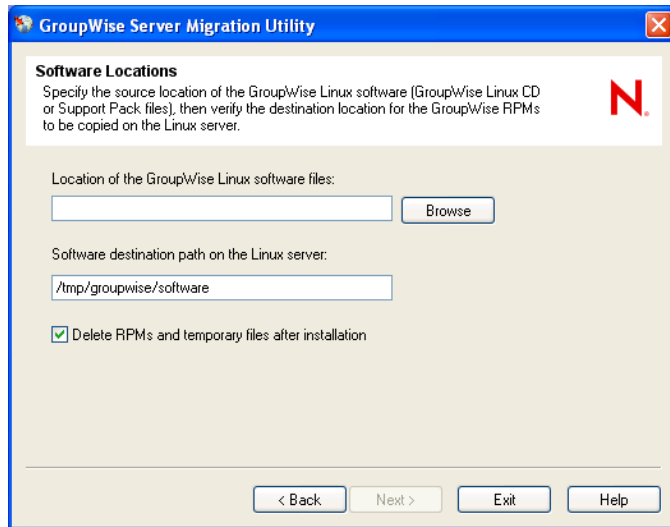 GroupWise Server Migration Utility
Software Locations
Specify the source location of the GroupWise Linux software (GroupWise Linux CD
or Support Pack files), then verify the destination location for the GroupWise RPMs
to be copied on the Linux server.
N.
Location of the GroupWise Linux software files:
Browse
Software destination path on the Linux server:
/tmp/groupwise/software
Delete RPMs and temporary files after installation
< Back
Next >
Exit
Help